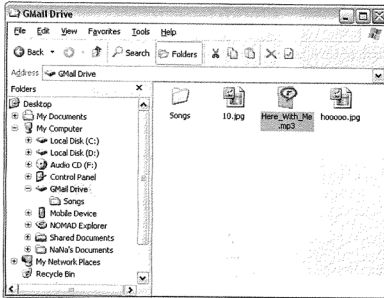 GMail Drive
File Edit View Favorites Tools Help
Back Search Folders
Address GMail Drive
Folders
Desktop
My Documents
My Computer
Local Disk (C:)
Local Disk (D:)
Audio CD (F:)
Control Panel
GMail Drive
Songs
Mobile Device
NOMAD Explorer
Shared Documents
NaNa's Documents
My Network Places
Recycle Bin
Songs 10.jpg Here_With_Me hooooo.jpg
.mp3